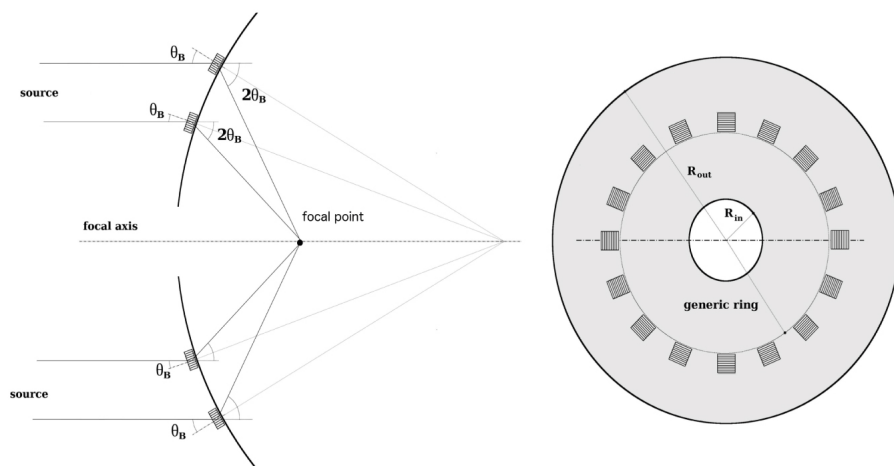 θB
source
2θB
θB
2θB
focal point
focal axis
θB
source
θB
Rout
Rin
generic ring